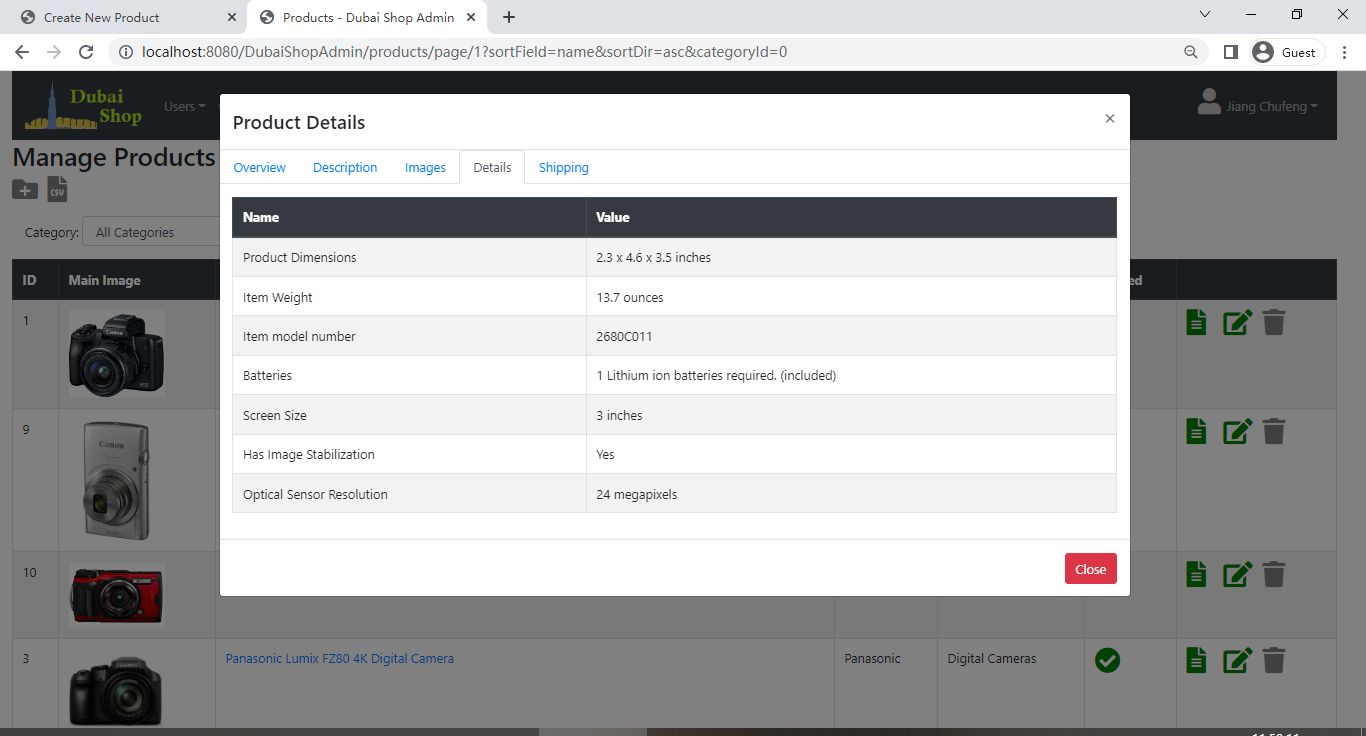 Create New Product
Products - Dubai Shop Admin
localhost:8080/DubaiShopAdmin/products/page/1?sortField=name&sortDir=asc&categoryId=0
Guest
Dubai
Shop
Users
Jiang Chufeng
Manage Products
CSV
Category: All Categories
Product Details
×
Overview Description Images Details Shipping
Name Value
Product Dimensions 2.3 x 4.6 x 3.5 inches
Item Weight 13.7 ounces
Item model number 2680C011
Batteries 1 Lithium ion batteries required. (included)
Screen Size 3 inches
Has Image Stabilization Yes
Optical Sensor Resolution 24 megapixels
Close
ID Main Image ed
1
Canon
9
Canon
10
3 Panasonic Lumix FZ80 4K Digital Camera Panasonic Digital Cameras